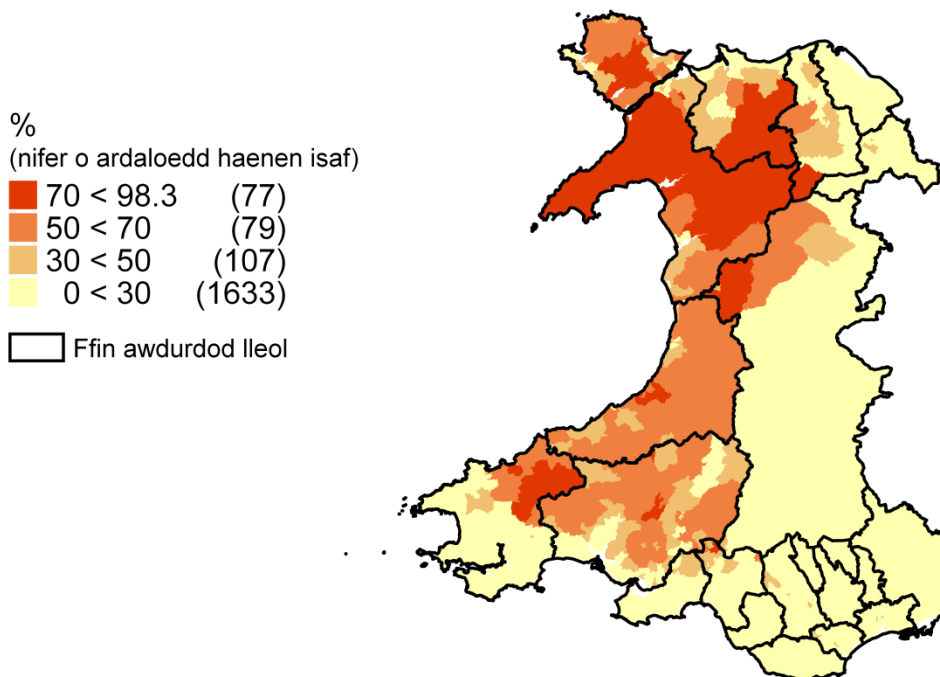 %
(nifer o ardaloedd haenen isaf)
70 < 98.3 (77)
50 < 70 (79)
30 < 50 (107)
0 < 30 (1633)
Ffin awdurdod lleol